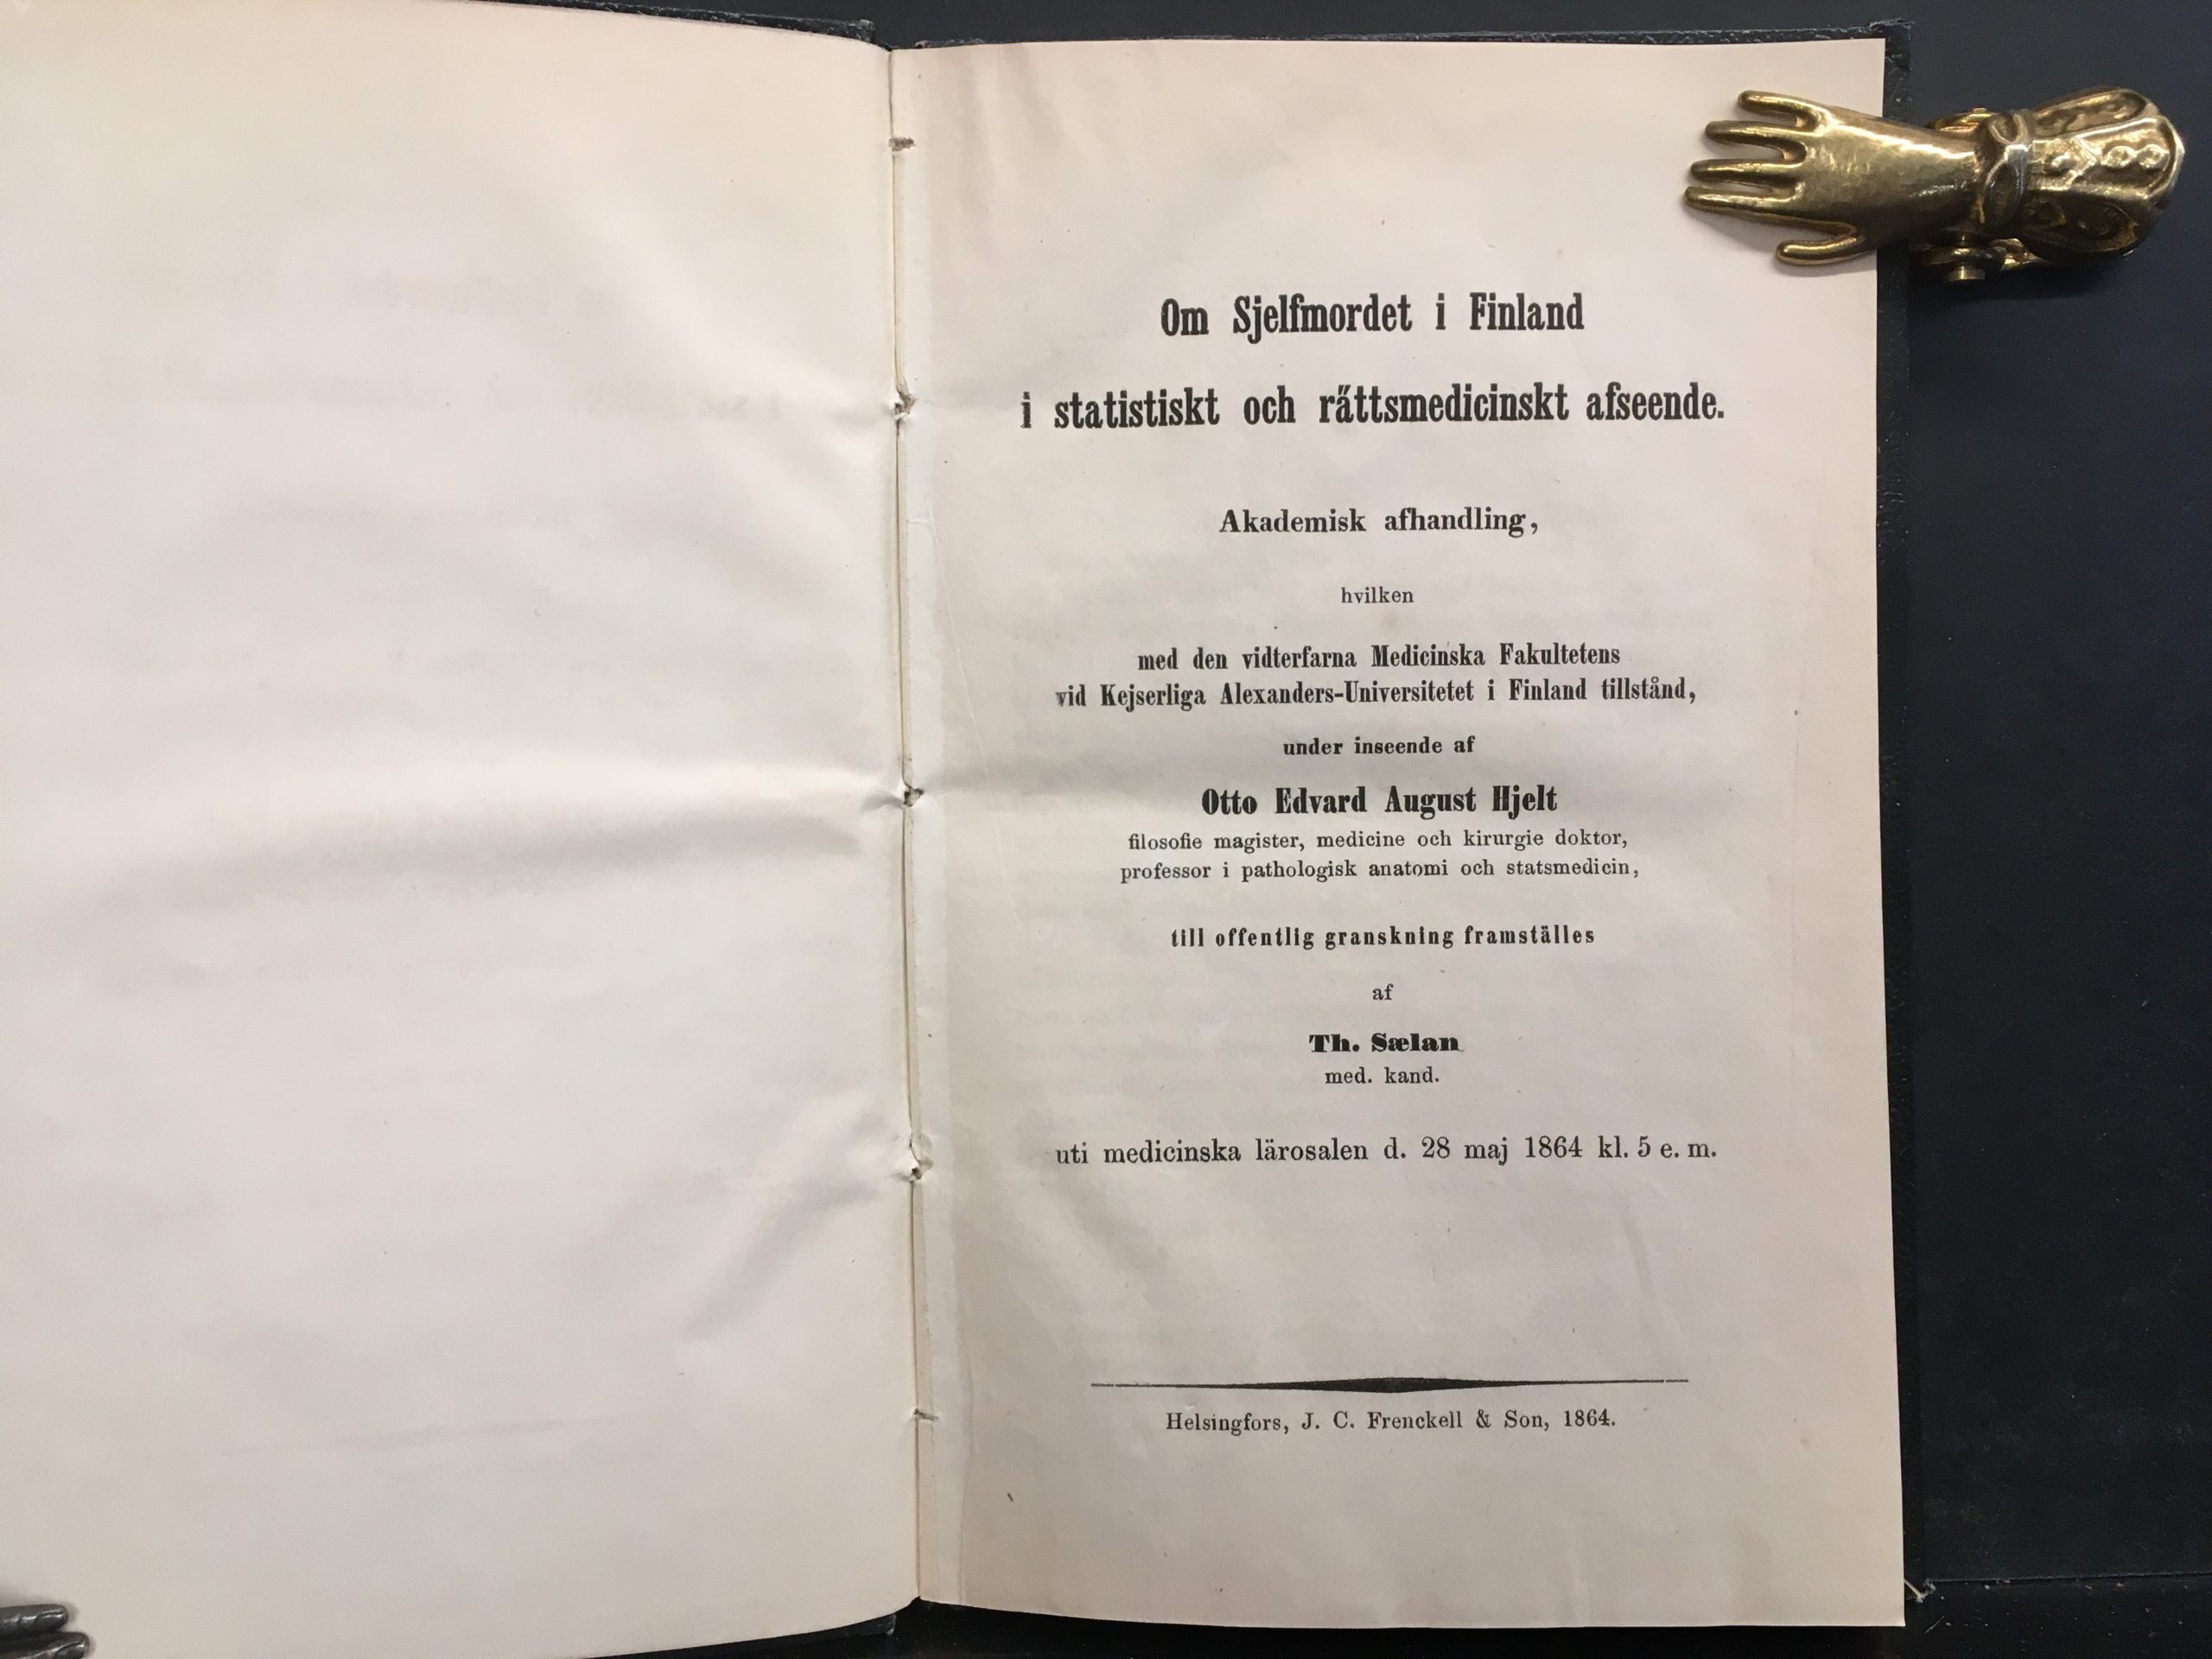 Om Sjelfmordet i Finland
i statistiskt och rättsmedicinskt afseende.
Akademisk afhandling,
hvilken
med den vidterfarna Medicinska Fakultetens
vid Kejserliga Alexanders-Universitetet i Finland tillstånd,
under inseende af
Otto Edvard August Hjelt
filosofie magister, medicine och kirurgie doktor,
professor i pathologisk anatomi och statsmedicin,
till offentlig granskning framställes
af
Th. Sælan
med. kand.
uti medicinska lärosalen d. 28 maj 1864 kl. 5 e. m.
Helsingfors, J. C. Frenckell & Son, 1864.